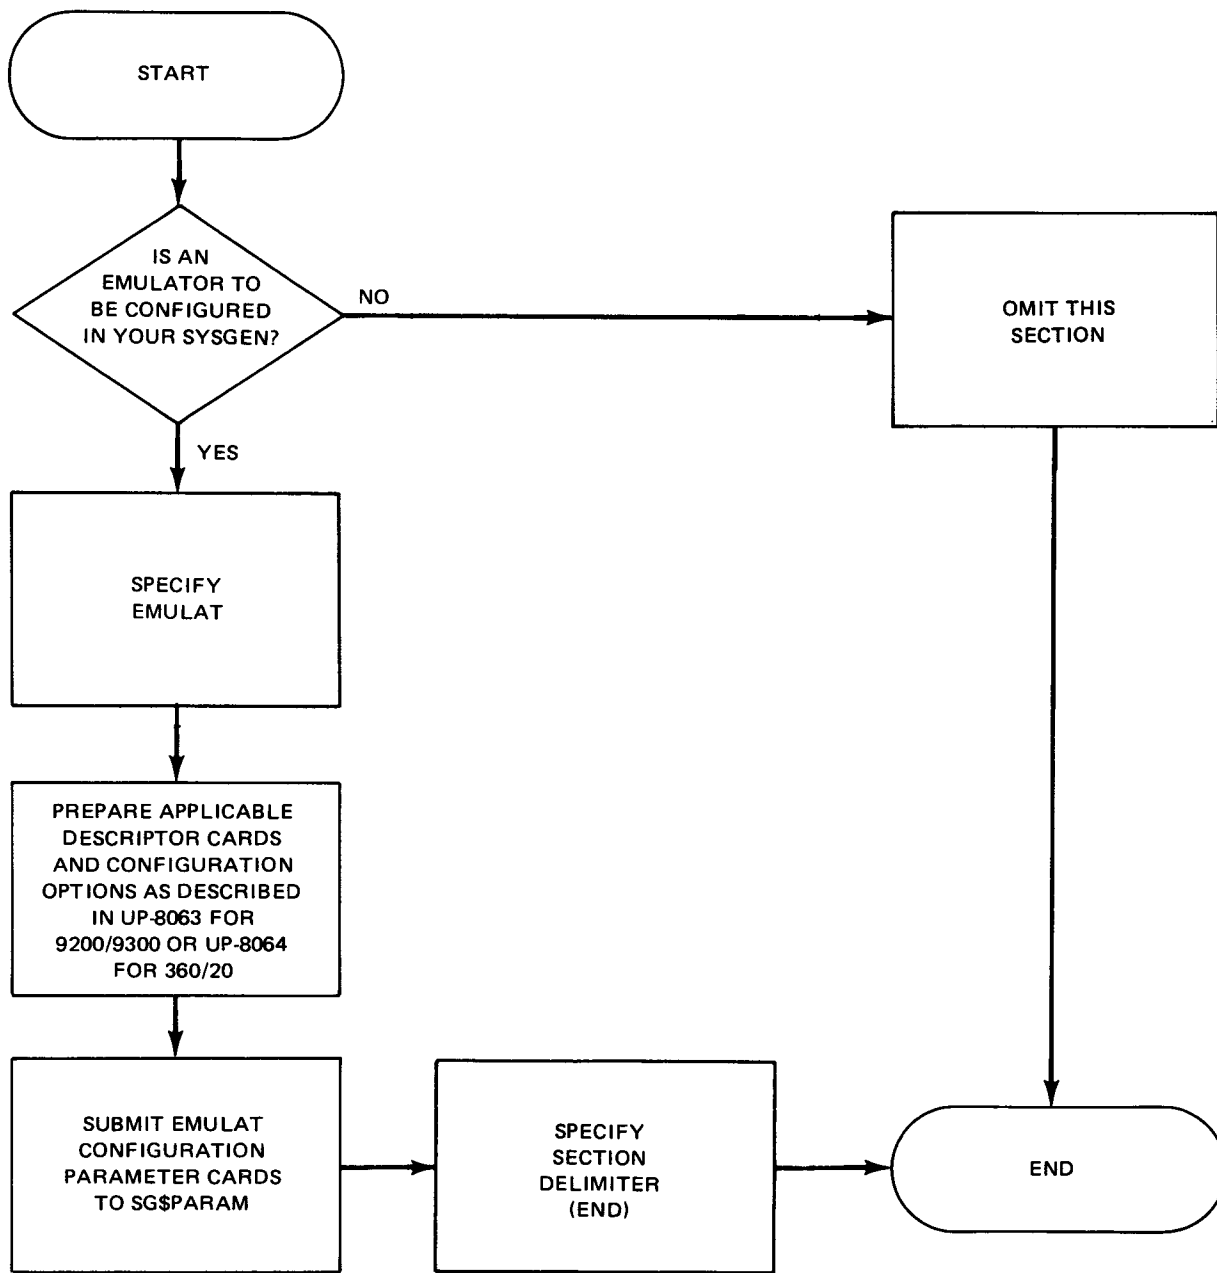 START
IS AN
EMULATOR TO
BE CONFIGURED
IN YOUR SYSGEN?
NO
OMIT THIS
SECTION
YES
SPECIFY
EMULAT
PREPARE APPLICABLE
DESCRIPTOR CARDS
AND CONFIGURATION
OPTIONS AS DESCRIBED
IN UP-8063 FOR
9200/9300 OR UP-8064
FOR 360/20
SUBMIT EMULAT
CONFIGURATION
PARAMETER CARDS
TO SG$PARAM
SPECIFY
SECTION
DELIMITER
(END)
END